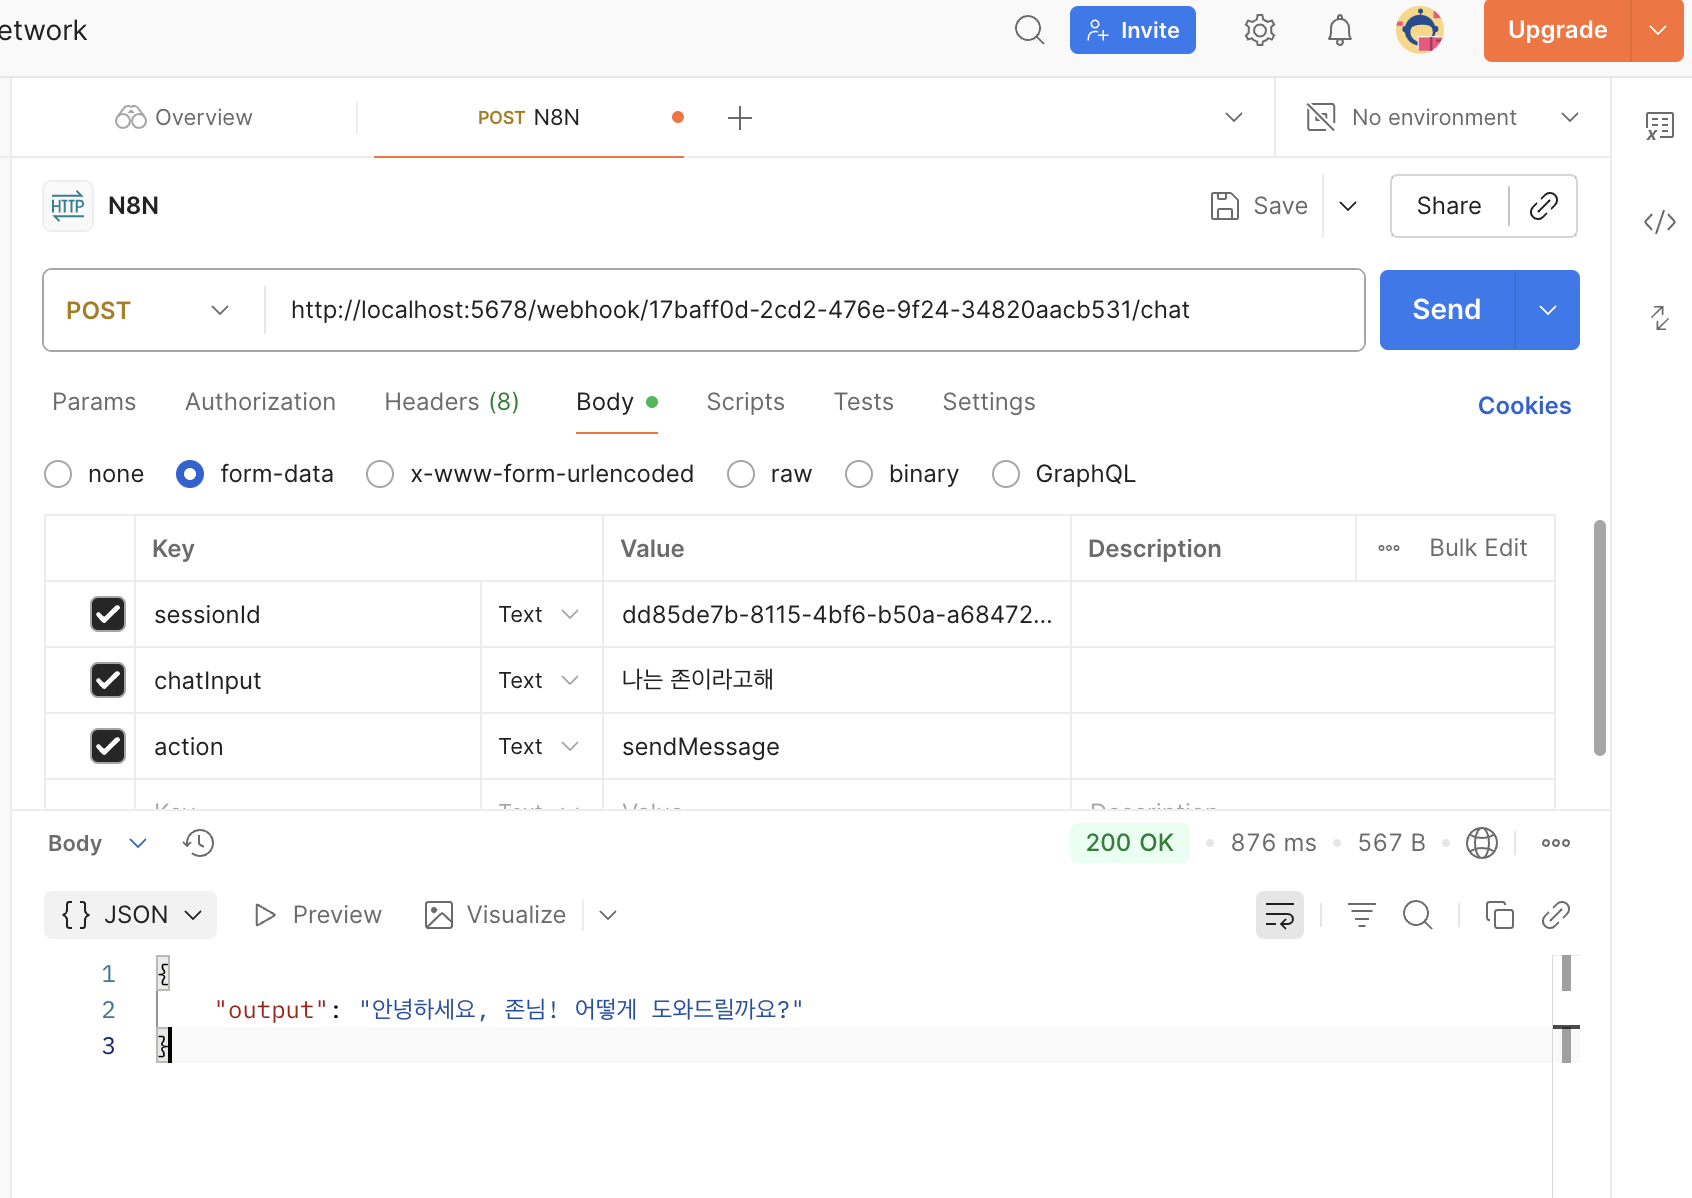 etwork
Invite
Upgrade
Overview
POST N8N
No environment
HTTP N8N
Save
Share
POST
http://localhost:5678/webhook/17baff0d-2cd2-476e-9f24-34820aacb531/chat
Send
Params Authorization Headers (8) Body Scripts Tests Settings
Cookies
none form-data x-www-form-urlencoded raw binary GraphQL
Key Value Description Bulk Edit
sessionId Text dd85de7b-8115-4bf6-b50a-a68472...
chatInput Text 나는 존이라고해
action Text sendMessage
Key Text Value Description
Body 200 OK 876 ms 567 B
{ } JSON Preview Visualize
1 {
2 "output": "안녕하세요, 존님! 어떻게 도와드릴까요?"
3 }